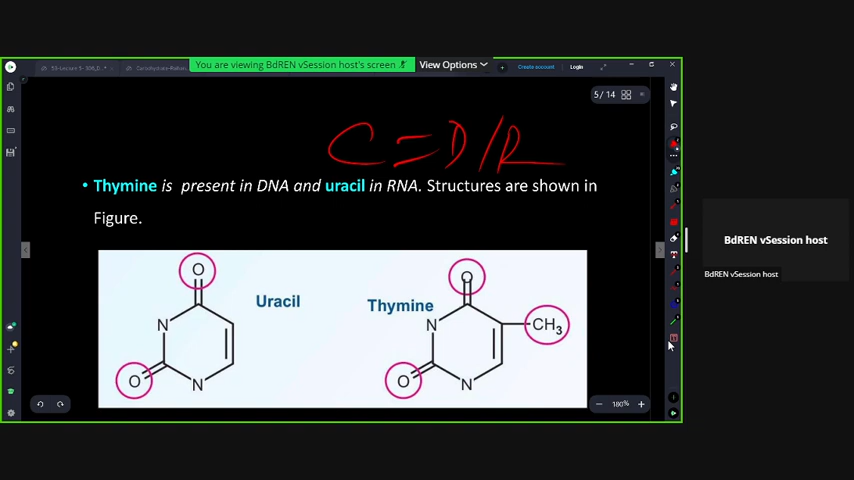 You are viewing BdREN vSession host's screen
View Options
Create account
Login
5 / 14
C = D/R
• Thymine is present in DNA and uracil in RNA. Structures are shown in
Figure.
O
O
Uracil
Thymine
N
N
CH3
O
O
N
N
180%
BdREN vSession host
BdREN vSession host